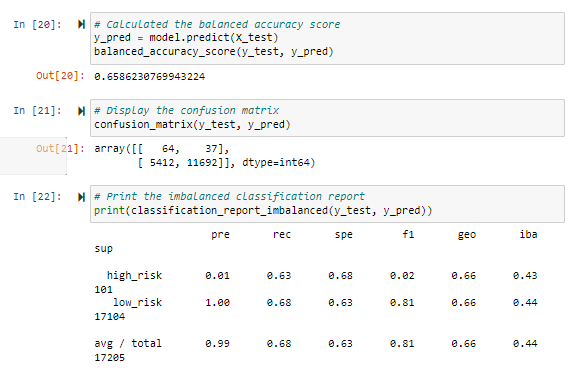 In [20]: # Calculated the balanced accuracy score
y_pred = model.predict(X_test)
balanced_accuracy_score(y_test, y_pred)
Out[20]: 0.6586230769943224
In [21]: # Display the confusion matrix
confusion_matrix(y_test, y_pred)
Out[21]: array([[   64,    37],
       [ 5412, 11692]], dtype=int64)
In [22]: # Print the imbalanced classification report
print(classification_report_imbalanced(y_test, y_pred))
pre rec spe f1 geo iba
sup
high_risk 0.01 0.63 0.68 0.02 0.66 0.43
101
low_risk 1.00 0.68 0.63 0.81 0.66 0.44
17104
avg / total 0.99 0.68 0.63 0.81 0.66 0.44
17205